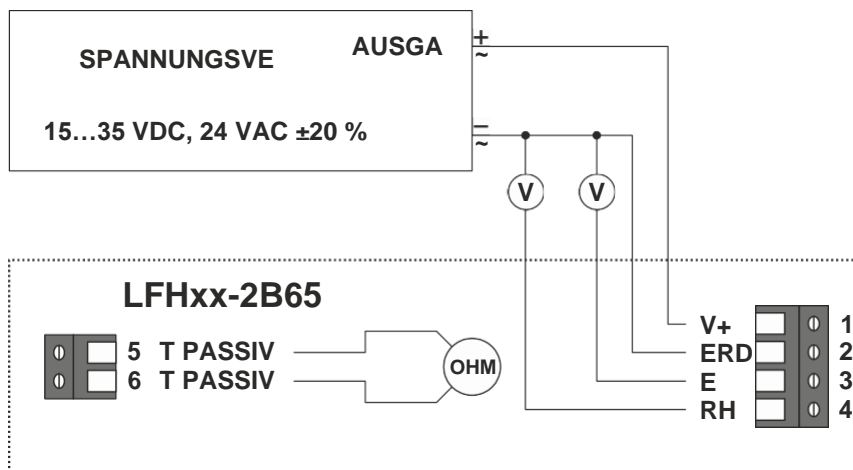 SPANNUNGSVE
AUSGA
+
~
15…35 VDC, 24 VAC ±20 %
–
~
V
V
LFHxx-2B65
5 T PASSIV
6 T PASSIV
OHM
V+ 1
ERD 2
E 3
RH 4